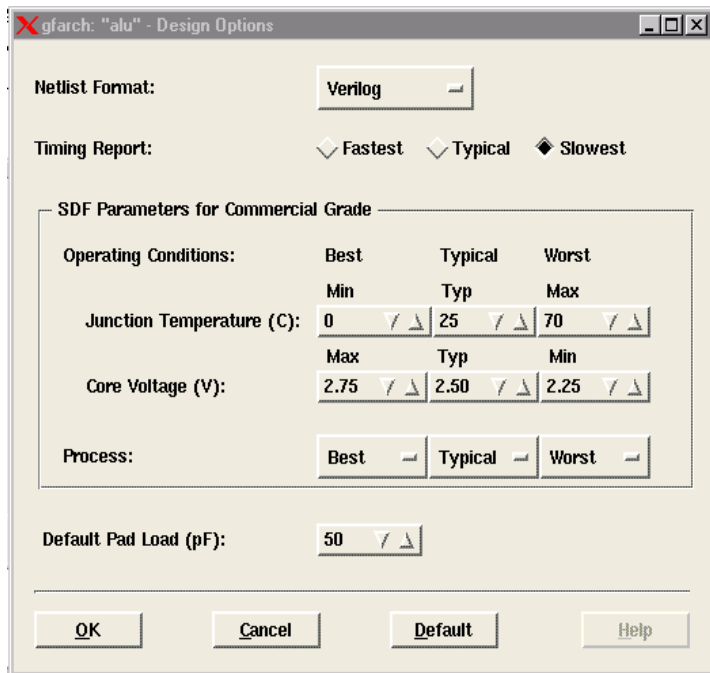 gfarch: "alu" - Design Options
Netlist Format: Verilog
Timing Report: Fastest Typical Slowest
SDF Parameters for Commercial Grade
Operating Conditions: Best Typical Worst
Min Typ Max
Junction Temperature (C): 0 25 70
Max Typ Min
Core Voltage (V): 2.75 2.50 2.25
Process: Best Typical Worst
Default Pad Load (pF): 50
OK Cancel Default Help